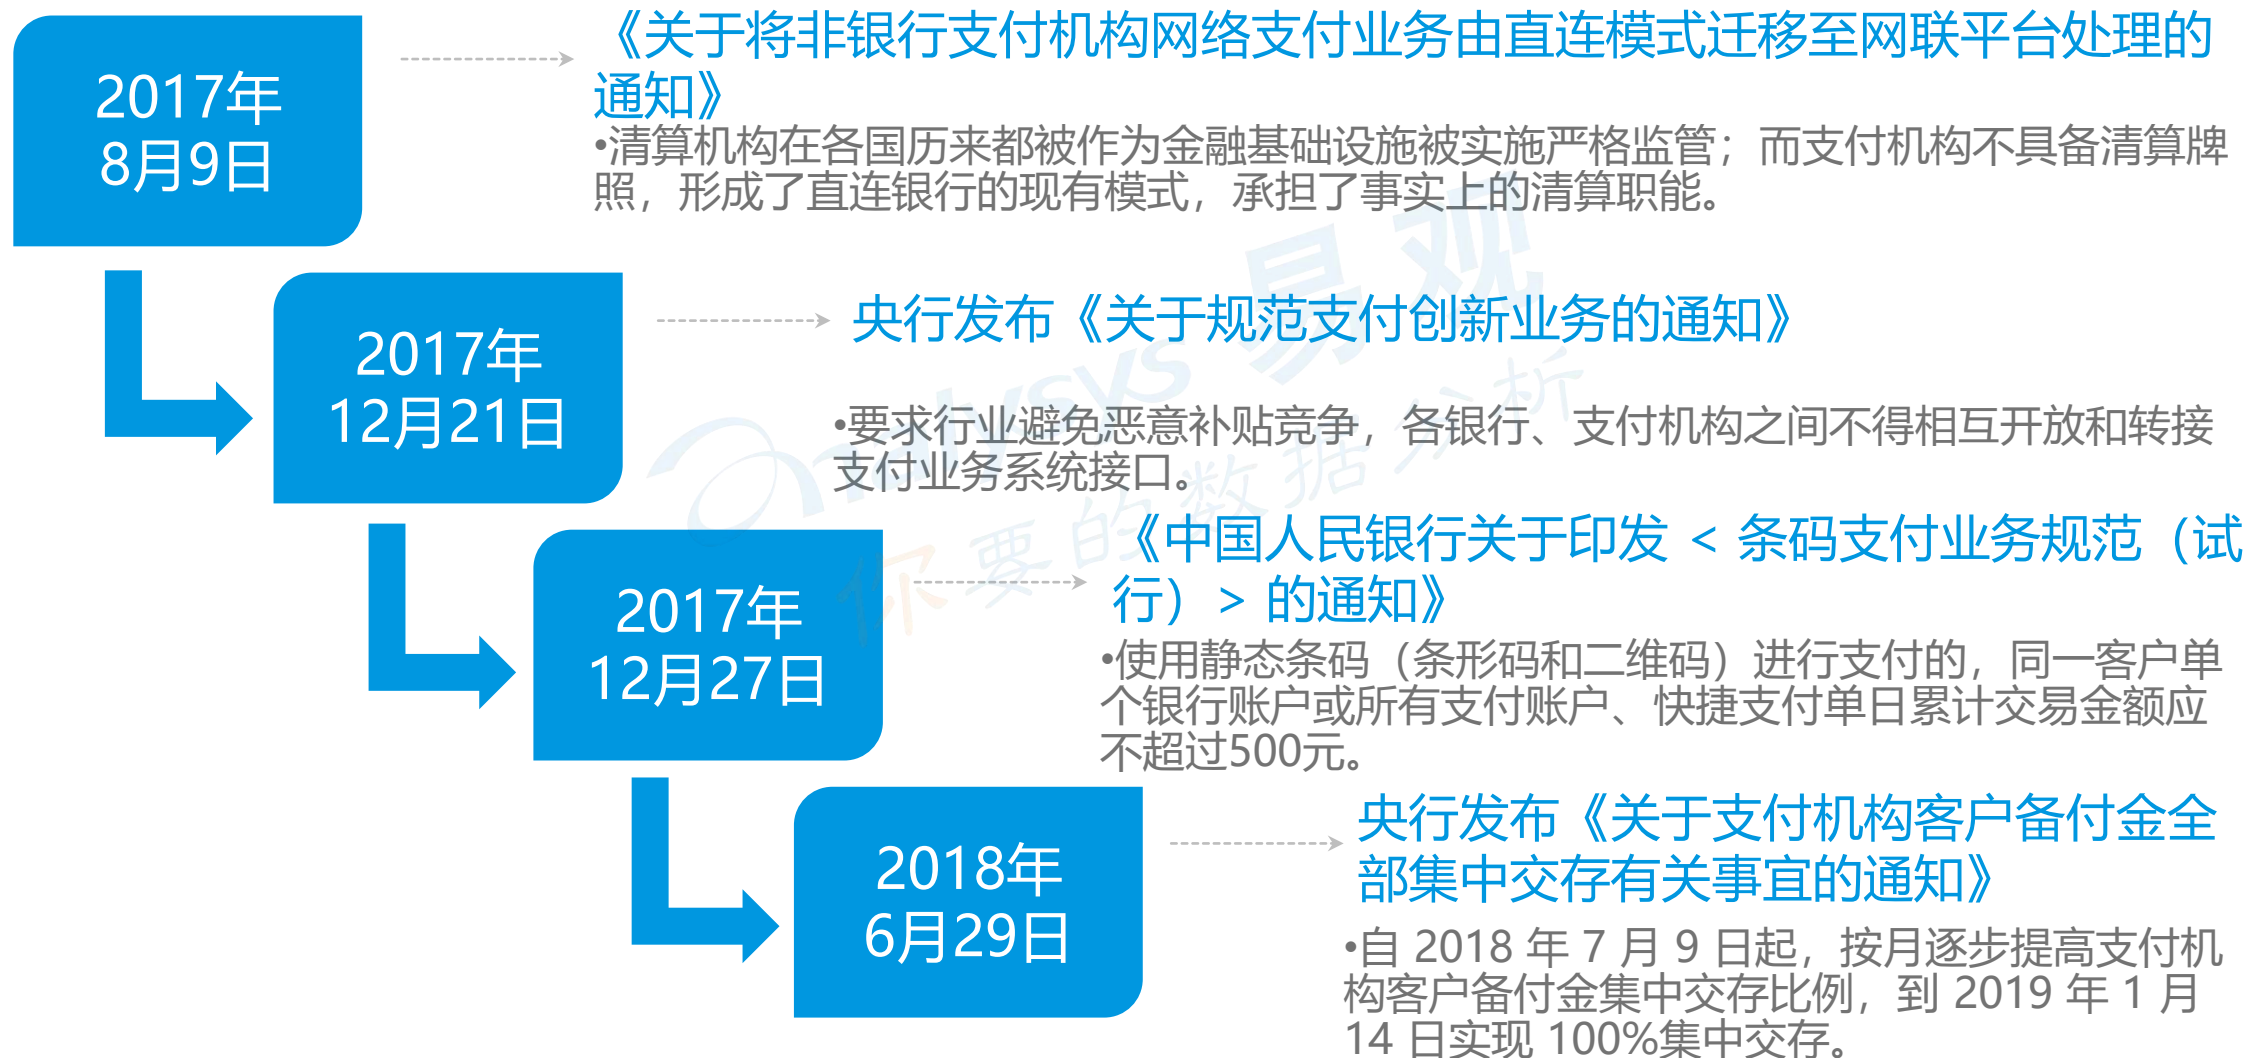 2017年
8月9日
《关于将非银行支付机构网络支付业务由直连模式迁移至网联平台处理的
通知》
•清算机构在各国历来都被作为金融基础设施被实施严格监管；而支付机构不具备清算牌
照，形成了直连银行的现有模式，承担了事实上的清算职能。
2017年
12月21日
央行发布《关于规范支付创新业务的通知》
•要求行业避免恶意补贴竞争，各银行、支付机构之间不得相互开放和转接
支付业务系统接口。
2017年
12月27日
《中国人民银行关于印发 < 条码支付业务规范（试
行）> 的通知》
•使用静态条码（条形码和二维码）进行支付的，同一客户单
个银行账户或所有支付账户、快捷支付单日累计交易金额应
不超过500元。
2018年
6月29日
央行发布《关于支付机构客户备付金全
部集中交存有关事宜的通知》
•自 2018 年 7 月 9 日起，按月逐步提高支付机
构客户备付金集中交存比例，到 2019 年 1 月
14 日实现 100%集中交存。
analysys 易观
你要的数据分析